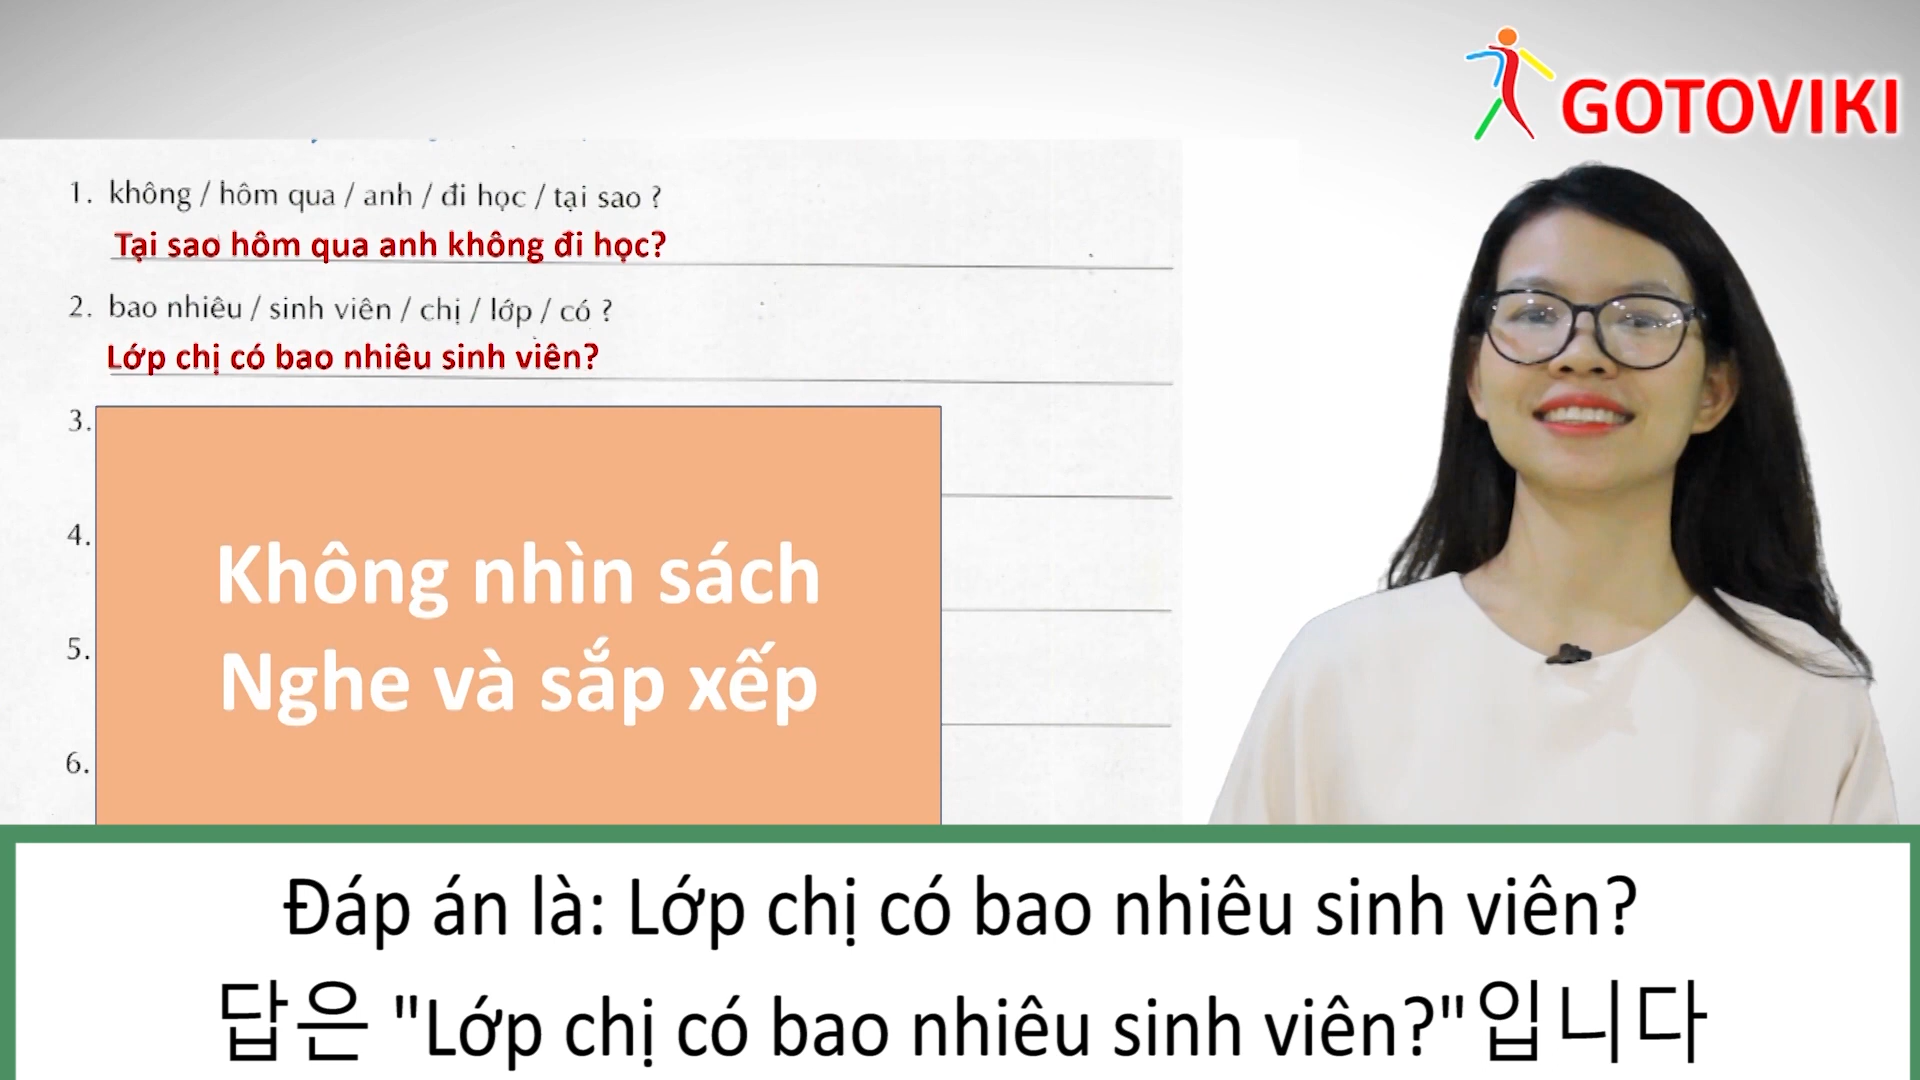 GOTOVIKI
1. không / hôm qua / anh / đi học / tại sao ?
Tại sao hôm qua anh không đi học?
2. bao nhiêu / sinh viên / chị / lớp / có ?
Lớp chị có bao nhiêu sinh viên?
3.
4.
5.
6.
Không nhìn sách
Nghe và sắp xếp
Đáp án là: Lớp chị có bao nhiêu sinh viên?
답은 "Lớp chị có bao nhiêu sinh viên?"입니다